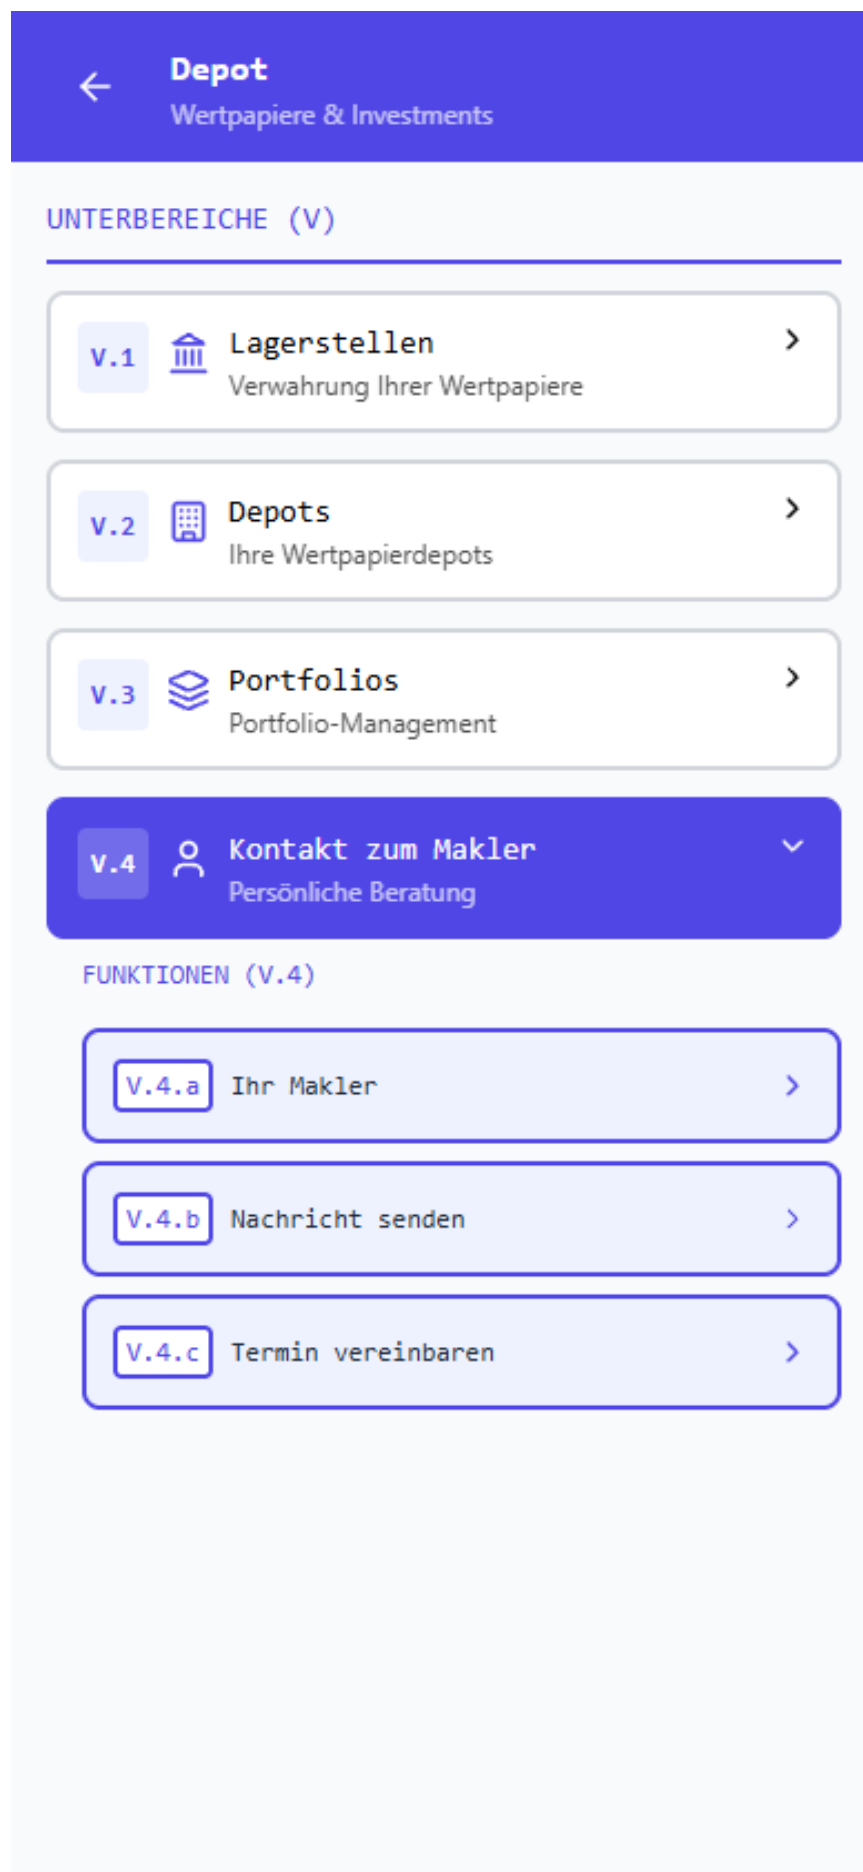 Depot
Wertpapiere & Investments
UNTERBEREICHE (V)
V.1
Lagerstellen
Verwahrung Ihrer Wertpapiere
V.2
Depots
Ihre Wertpapierdepots
V.3
Portfolios
Portfolio-Management
V.4
Kontakt zum Makler
Persönliche Beratung
FUNKTIONEN (V.4)
V.4.a Ihr Makler
V.4.b Nachricht senden
V.4.c Termin vereinbaren